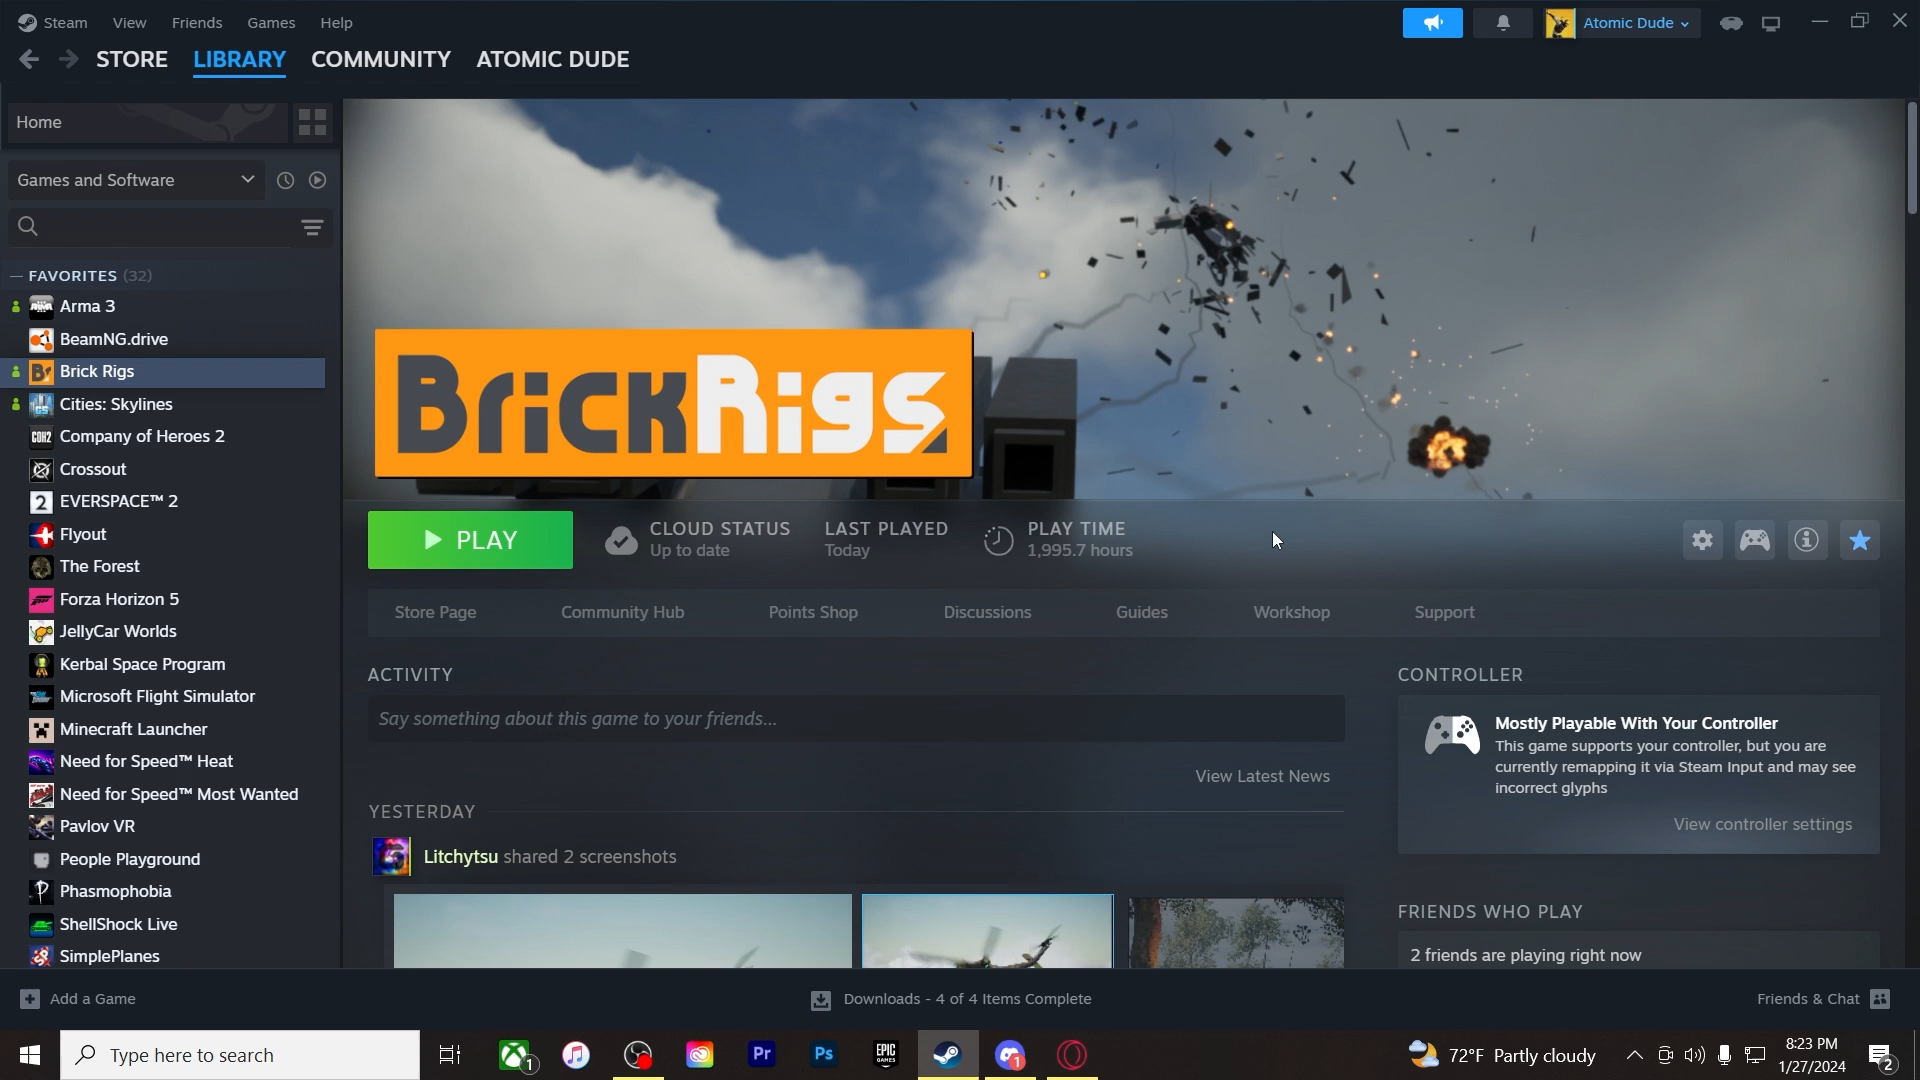 Steam View Friends Games Help
Atomic Dude
STORE LIBRARY COMMUNITY ATOMIC DUDE
Home
Games and Software
FAVORITES (32)
Arma 3
BeamNG.drive
Brick Rigs
Cities: Skylines
Company of Heroes 2
Crossout
EVERSPACE™ 2
Flyout
The Forest
Forza Horizon 5
JellyCar Worlds
Kerbal Space Program
Microsoft Flight Simulator
Minecraft Launcher
Need for Speed™ Heat
Need for Speed™ Most Wanted
Pavlov VR
People Playground
Phasmophobia
ShellShock Live
SimplePlanes
BrickRigs
PLAY
CLOUD STATUS
Up to date
LAST PLAYED
Today
PLAY TIME
1,995.7 hours
Store Page Community Hub Points Shop Discussions Guides Workshop Support
ACTIVITY
Say something about this game to your friends...
View Latest News
YESTERDAY
Litchytsu shared 2 screenshots
CONTROLLER
Mostly Playable With Your Controller
This game supports your controller, but you are
currently remapping it via Steam Input and may see
incorrect glyphs
View controller settings
FRIENDS WHO PLAY
2 friends are playing right now
Add a Game
Downloads - 4 of 4 Items Complete
Friends & Chat
Type here to search
1
Pr
Ps
EPIC
GAMES
1
72°F Partly cloudy
8:23 PM
1/27/2024
2